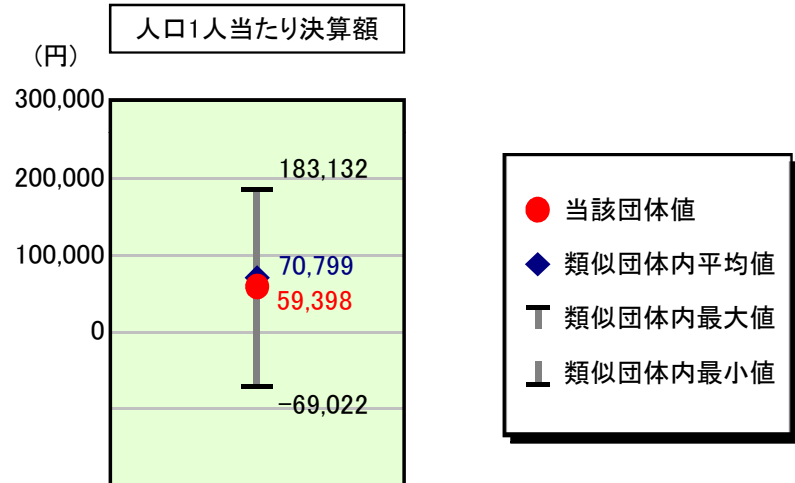 人口1人当たり決算額
(円)
300,000
200,000
100,000
0
183,132
70,799
59,398
-69,022
当該団体値
類似団体内平均値
類似団体内最大値
類似団体内最小値